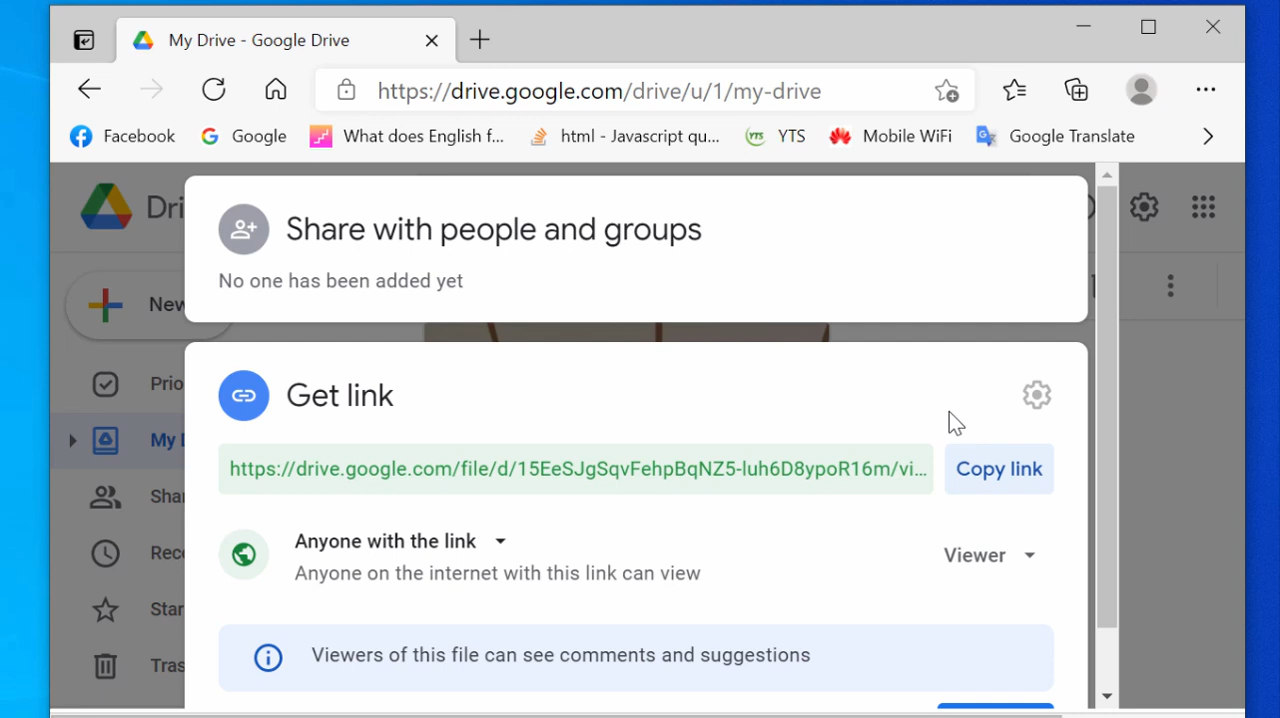 My Drive - Google Drive
https://drive.google.com/drive/u/1/my-drive
Facebook
Google
What does English f...
html - Javascript qu...
YTS
YTS
Mobile WiFi
Google Translate
Share with people and groups
No one has been added yet
New
My
Get link
https://drive.google.com/file/d/15EeSJgSqvFehpBqNZ5-luh6D8ypoR16m/vi...
Copy link
Anyone with the link
Anyone on the internet with this link can view
Viewer
Viewers of this file can see comments and suggestions